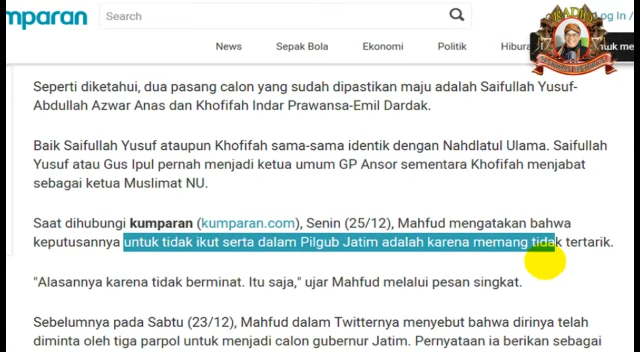 kumparan
Search
Log In /
News Sepak Bola Ekonomi Politik
RADIO
Seperti diketahui, dua pasang calon yang sudah dipastikan maju adalah Saifullah Yusuf-
Abdullah Azwar Anas dan Khofifah Indar Prawansa-Emil Dardak.
Baik Saifullah Yusuf ataupun Khofifah sama-sama identik dengan Nahdlatul Ulama. Saifullah
Yusuf atau Gus Ipul pernah menjadi ketua umum GP Ansor sementara Khofifah menjabat
sebagai ketua Muslimat NU.
Saat dihubungi kumparan (kumparan.com), Senin (25/12), Mahfud mengatakan bahwa
keputusannya untuk tidak ikut serta dalam Pilgub Jatim adalah karena memang tidak tertarik.
"Alasannya karena tidak berminat. Itu saja," ujar Mahfud melalui pesan singkat.
Sebelumnya pada Sabtu (23/12), Mahfud dalam Twitternya menyebut bahwa dirinya telah
diminta oleh tiga parpol untuk menjadi calon gubernur Jatim. Pernyataan ia berikan sebagai